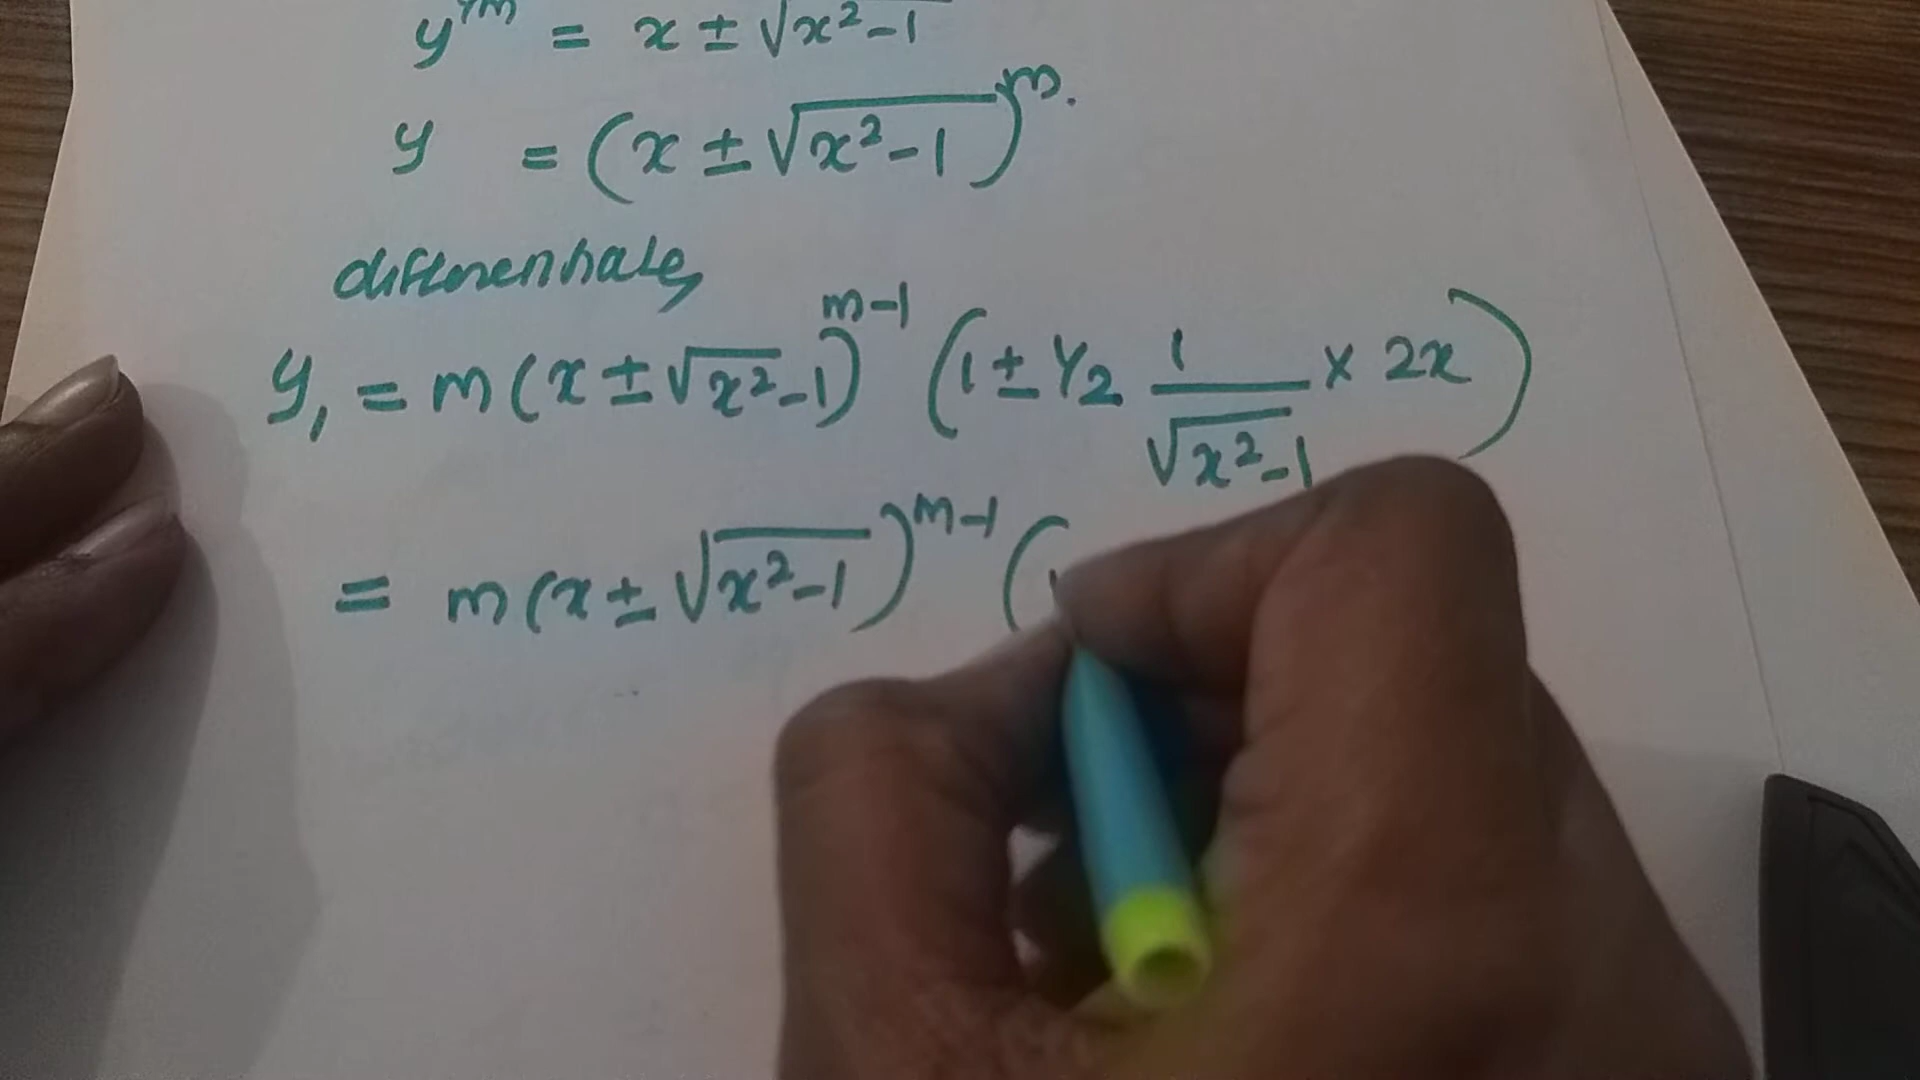 y^1/m = x ± √x²-1
y = (x ± √x²-1)^m.
differentiate,
y₁ = m(x ± √x²-1)^m-1 (1 ± 1/2 1/√x²-1 × 2x)
= m(x ± √x²-1)^m-1 (1